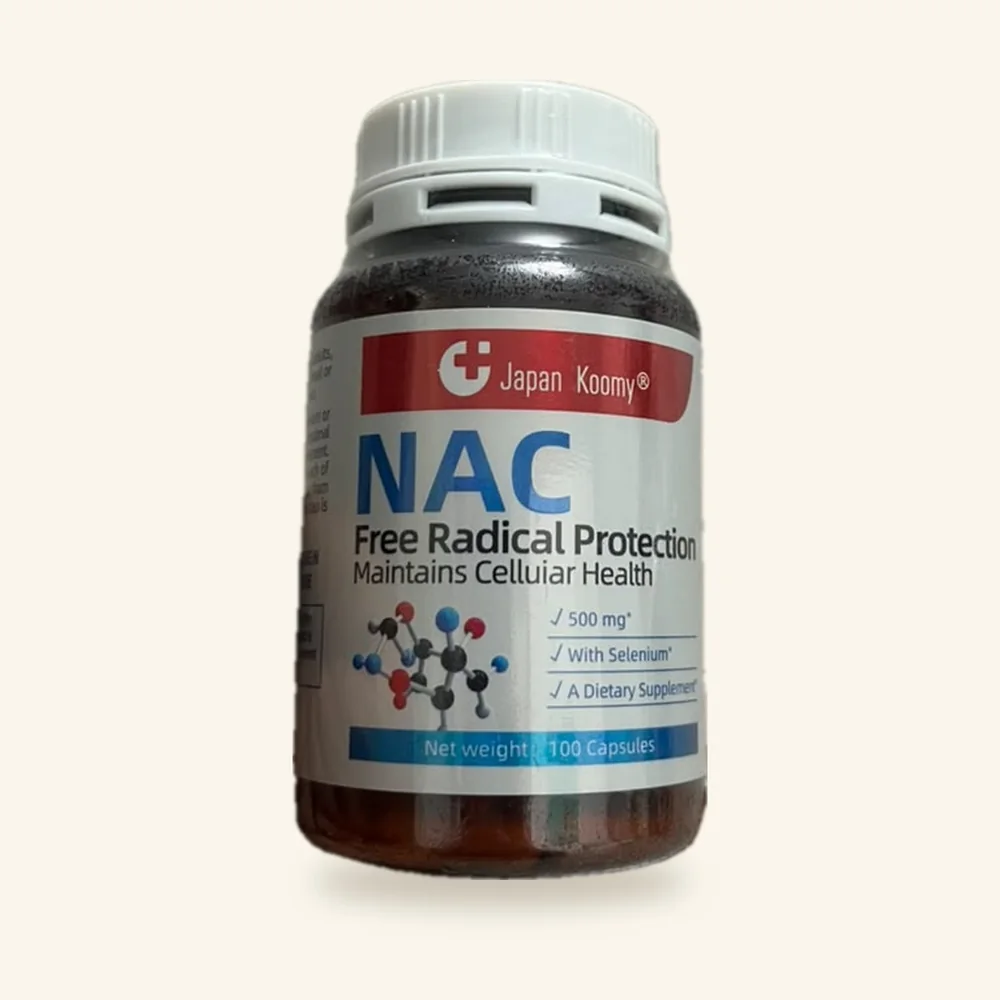 Japan Koomy®
NAC
Free Radical Protection
Maintains Celluiar Health
√ 500 mg*
√ With Selenium*
√ A Dietary Supplement*
Net weight: 100 Capsules